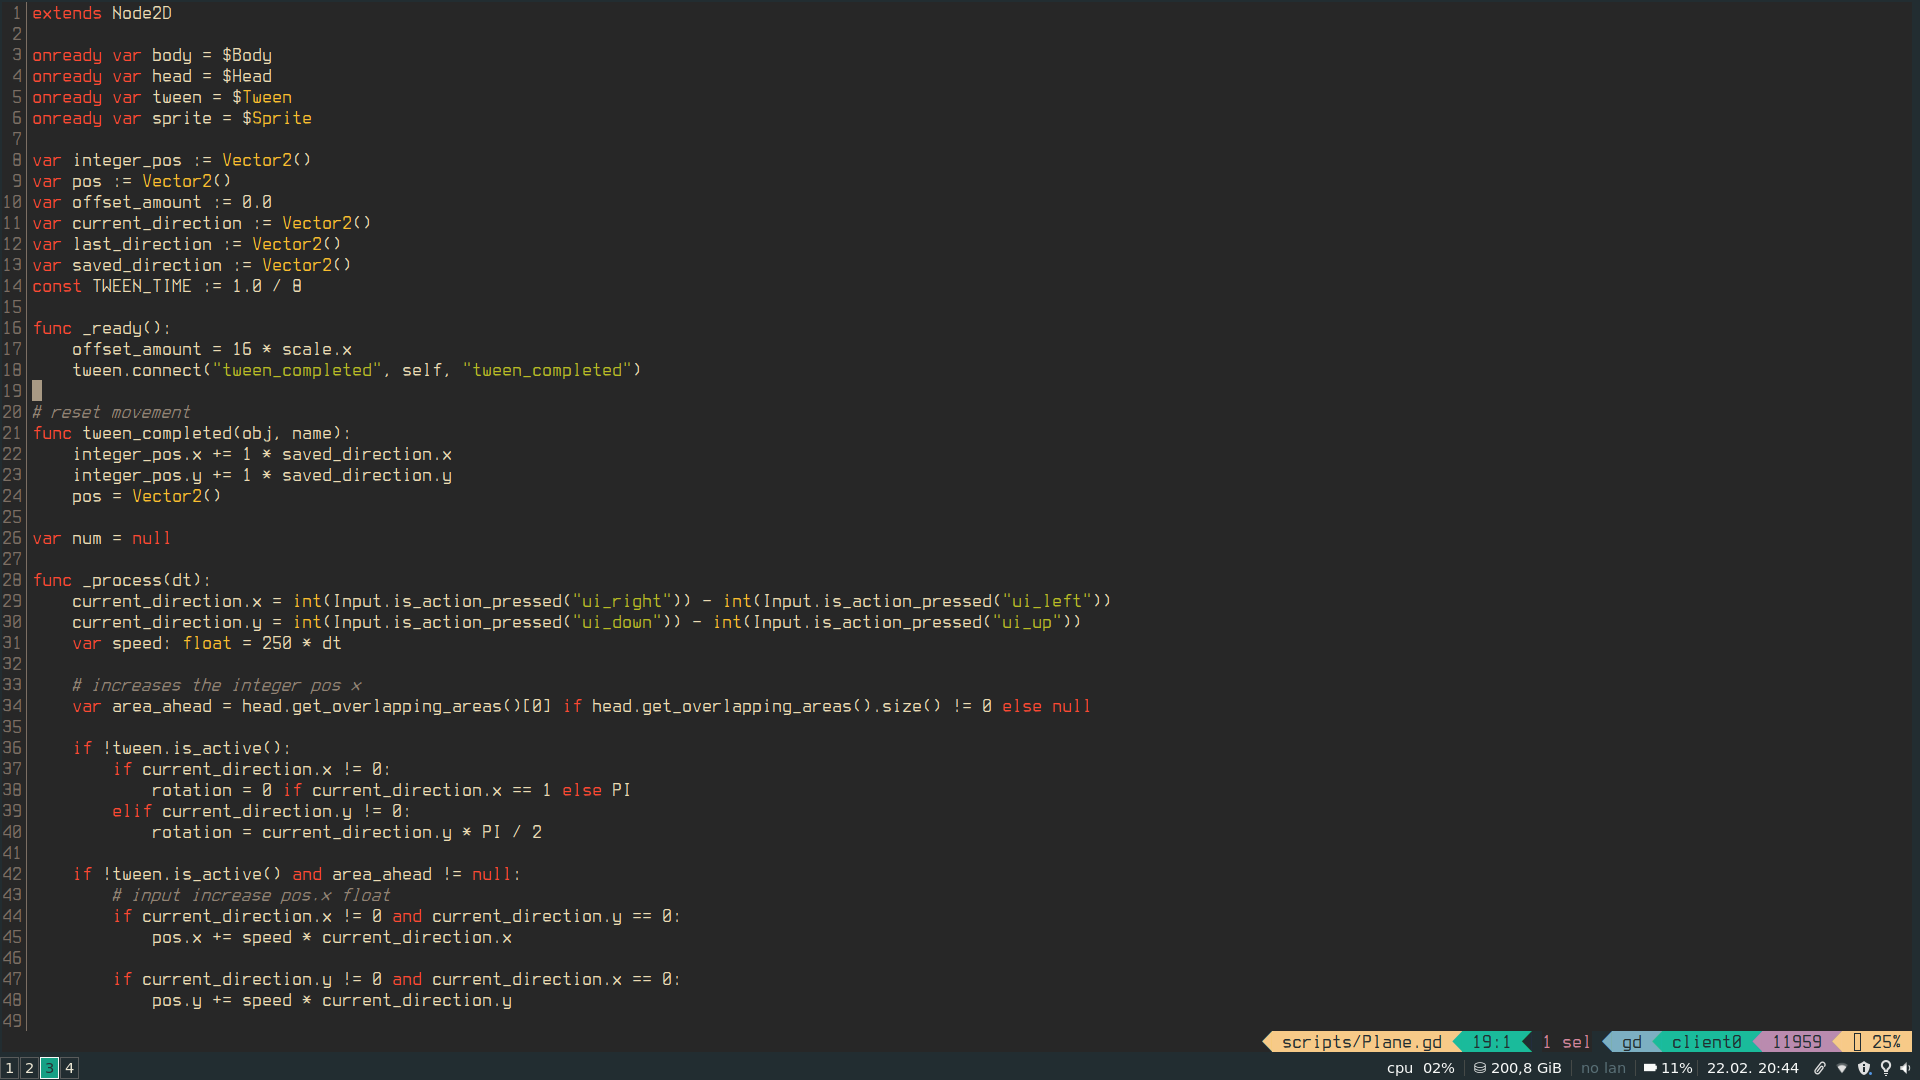 1 extends Node2D
2
3 onready var body = $Body
4 onready var head = $Head
5 onready var tween = $Tween
6 onready var sprite = $Sprite
7
8 var integer_pos := Vector2()
9 var pos := Vector2()
10 var offset_amount := 0.0
11 var current_direction := Vector2()
12 var last_direction := Vector2()
13 var saved_direction := Vector2()
14 const TWEEN_TIME := 1.0 / 8
15
16 func _ready():
17     offset_amount = 16 * scale.x
18     tween.connect("tween_completed", self, "tween_completed")
19
20 # reset movement
21 func tween_completed(obj, name):
22     integer_pos.x += 1 * saved_direction.x
23     integer_pos.y += 1 * saved_direction.y
24     pos = Vector2()
25
26 var num = null
27
28 func _process(dt):
29     current_direction.x = int(Input.is_action_pressed("ui_right")) - int(Input.is_action_pressed("ui_left"))
30     current_direction.y = int(Input.is_action_pressed("ui_down")) - int(Input.is_action_pressed("ui_up"))
31     var speed: float = 250 * dt
32
33     # increases the integer pos x
34     var area_ahead = head.get_overlapping_areas()[0] if head.get_overlapping_areas().size() != 0 else null
35
36     if !tween.is_active():
37         if current_direction.x != 0:
38             rotation = 0 if current_direction.x == 1 else PI
39         elif current_direction.y != 0:
40             rotation = current_direction.y * PI / 2
41
42     if !tween.is_active() and area_ahead != null:
43         # input increase pos.x float
44         if current_direction.x != 0 and current_direction.y == 0:
45             pos.x += speed * current_direction.x
46
47         if current_direction.y != 0 and current_direction.x == 0:
48             pos.y += speed * current_direction.y
49
scripts/Plane.gd 19:1 1 sel gd client0 11959 25%
1 2 3 4 cpu 02% 200,8 GiB no lan 11% 22.02. 20:44